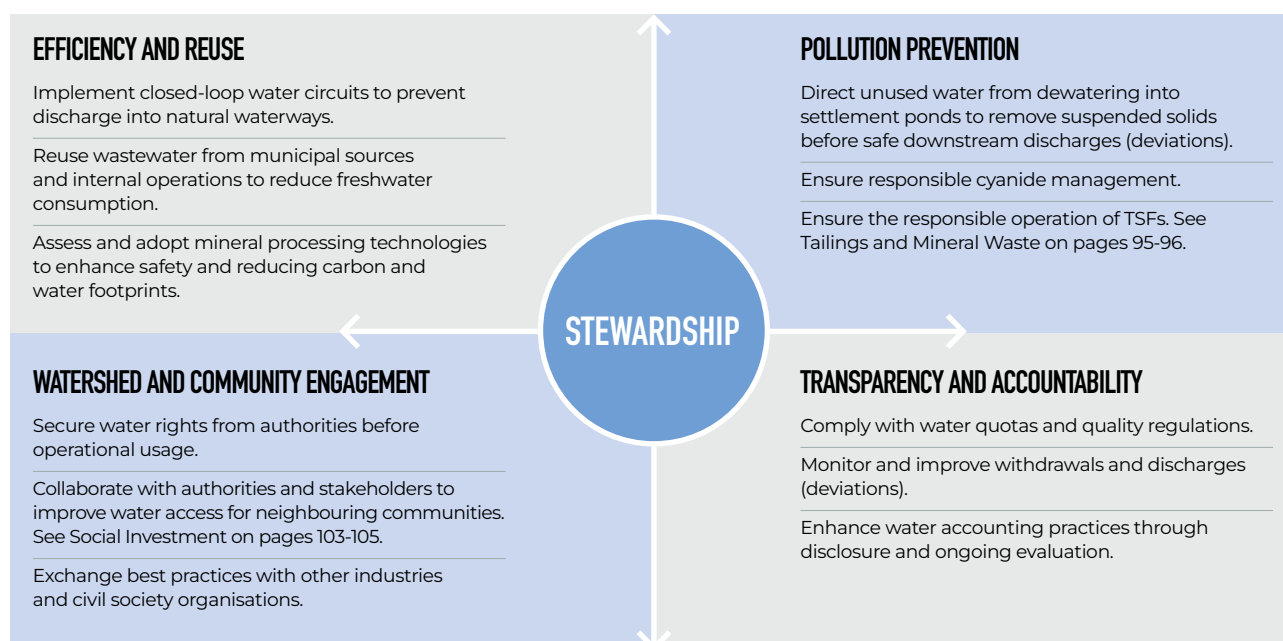 EFFICIENCY AND REUSE
Implement closed-loop water circuits to prevent
discharge into natural waterways.
Reuse wastewater from municipal sources
and internal operations to reduce freshwater
consumption.
Assess and adopt mineral processing technologies
to enhance safety and reducing carbon and
water footprints.
POLLUTION PREVENTION
Direct unused water from dewatering into
settlement ponds to remove suspended solids
before safe downstream discharges (deviations).
Ensure responsible cyanide management.
Ensure the responsible operation of TSFs. See
Tailings and Mineral Waste on pages 95-96.
STEWARDSHIP
WATERSHED AND COMMUNITY ENGAGEMENT
Secure water rights from authorities before
operational usage.
Collaborate with authorities and stakeholders to
improve water access for neighbouring communities.
See Social Investment on pages 103-105.
Exchange best practices with other industries
and civil society organisations.
TRANSPARENCY AND ACCOUNTABILITY
Comply with water quotas and quality regulations.
Monitor and improve withdrawals and discharges
(deviations).
Enhance water accounting practices through
disclosure and ongoing evaluation.